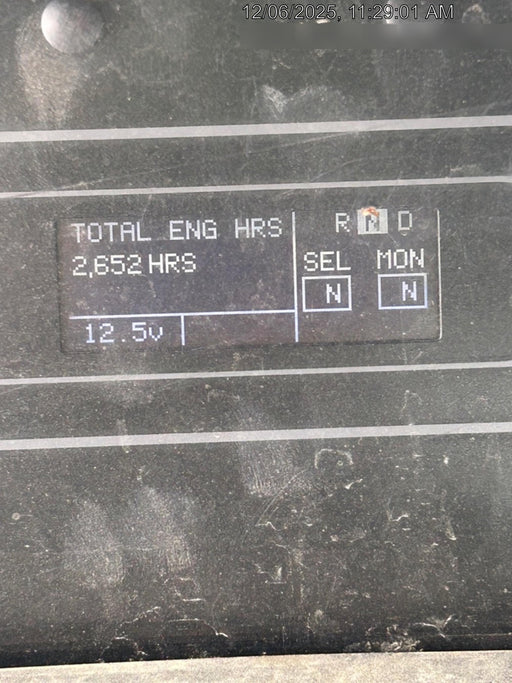 12/06/2025, 11:29:01 AM
TOTAL ENG HRS
2,652 HRS
12.5v
R N D
SEL MON
N N